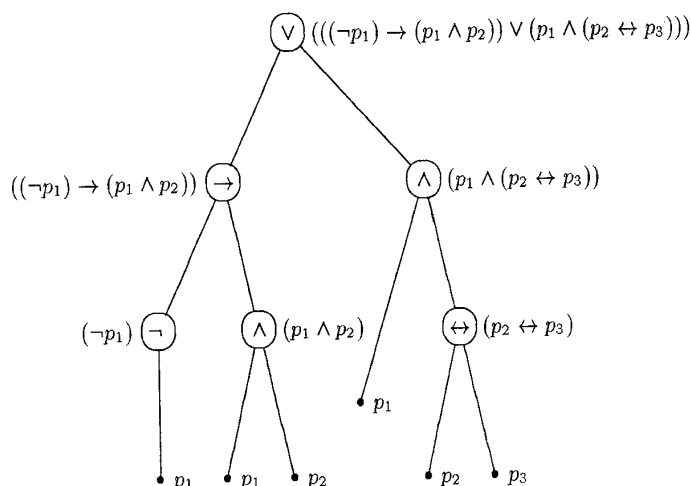 ∨ (((¬p₁) → (p₁ ∧ p₂)) ∨ (p₁ ∧ (p₂ ↔ p₃)))
((¬p₁) → (p₁ ∧ p₂)) → ∧ (p₁ ∧ (p₂ ↔ p₃))
(¬p₁) ¬ ∧ (p₁ ∧ p₂) ↔ (p₂ ↔ p₃)
p₁
p₁ p₁ p₂ p₂ p₃